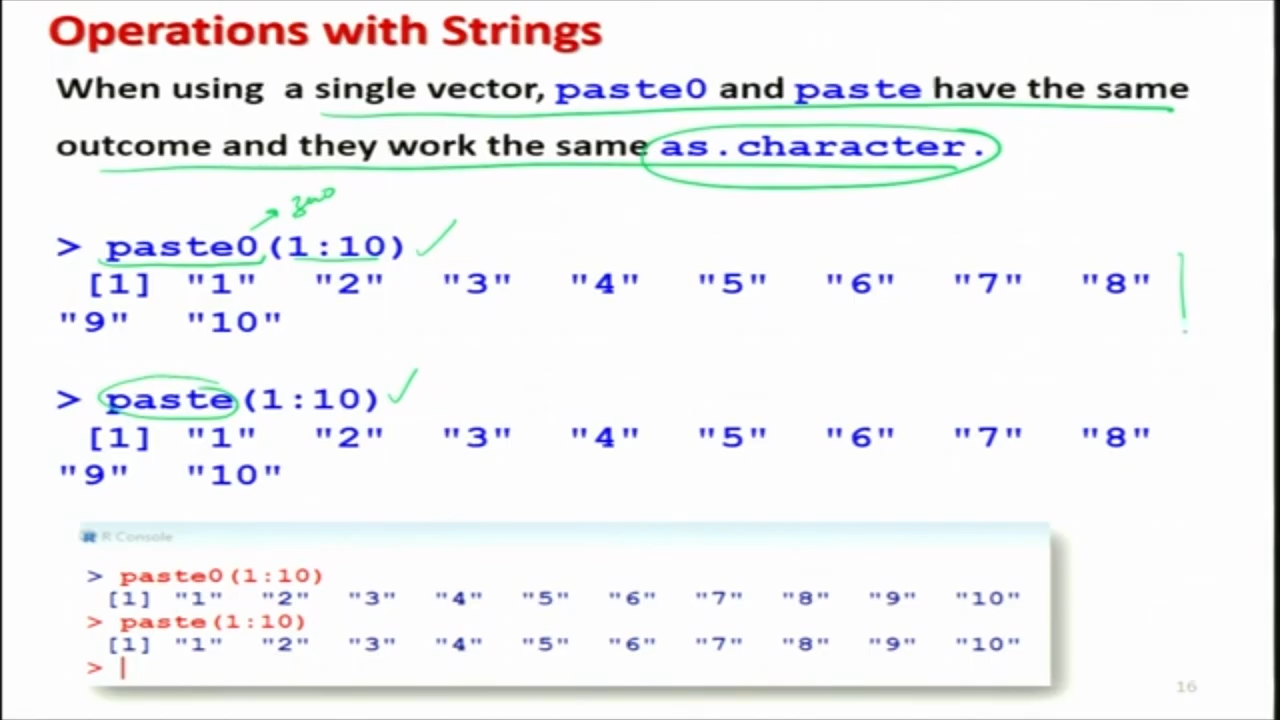 Operations with Strings
When using a single vector, paste0 and paste have the same
outcome and they work the same as.character.
zero
> paste0(1:10)
[1] "1" "2" "3" "4" "5" "6" "7" "8"
"9" "10"
> paste(1:10)
[1] "1" "2" "3" "4" "5" "6" "7" "8"
"9" "10"
R Console
> paste0(1:10)
[1] "1" "2" "3" "4" "5" "6" "7" "8" "9" "10"
> paste(1:10)
[1] "1" "2" "3" "4" "5" "6" "7" "8" "9" "10"
>
16